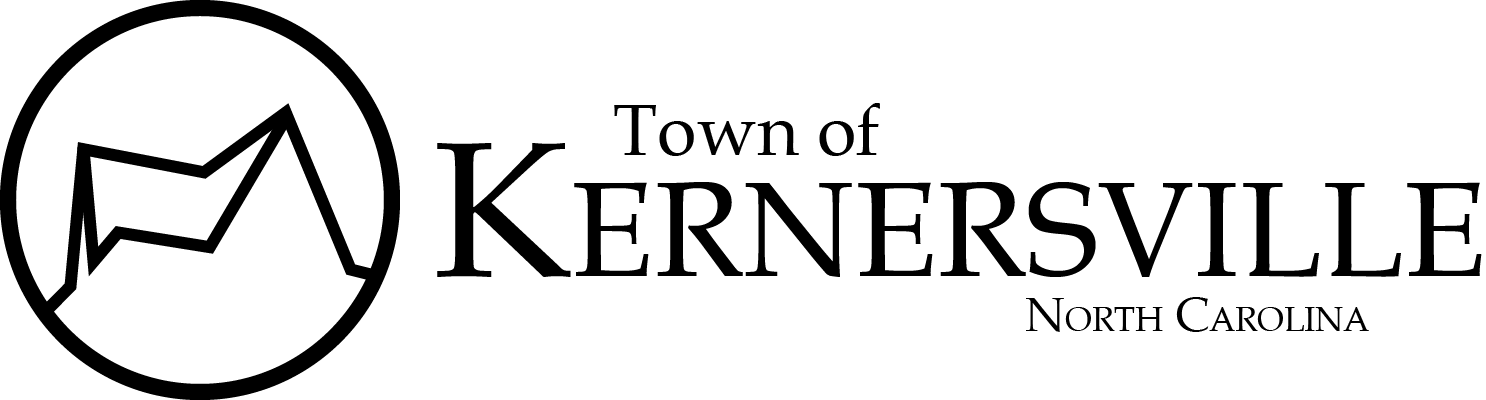 Town of
KERNERSVILLE
NORTH CAROLINA